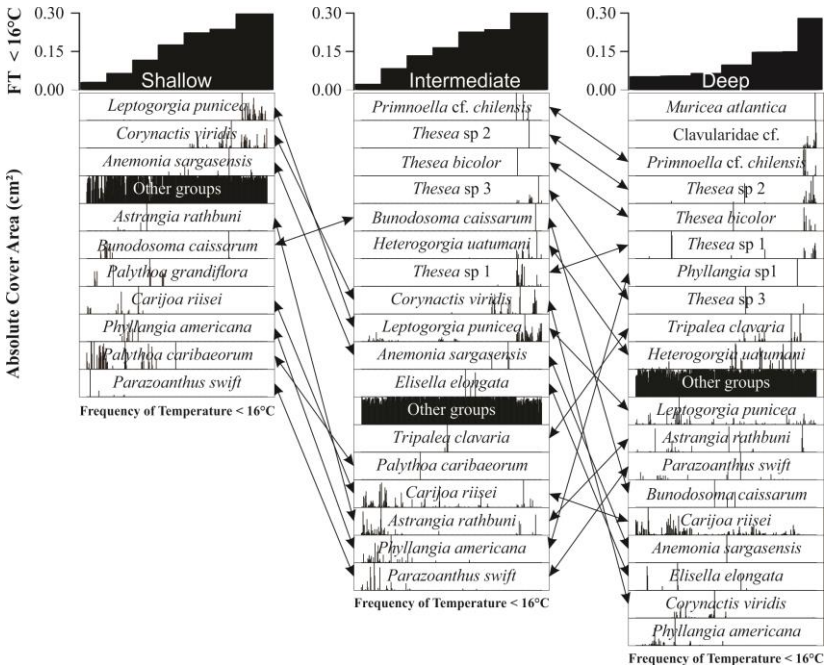 FT < 16°C
0.30
0.15
0.00
Shallow
0.30
0.15
0.00
Intermediate
0.30
0.15
0.00
Deep
Absolute Cover Area (cm²)
Leptogorgia punicea
Corynactis viridis
Anemonia sargasensis
Other groups
Astrangia rathbuni
Bunodosoma caissarum
Palythoa grandiflora
Carijoa riisei
Phyllangia americana
Palythoa caribaeorum
Parazoanthus swift
Frequency of Temperature < 16°C
Primnoella cf. chilensis
Thesea sp 2
Thesea bicolor
Thesea sp 3
Bunodosoma caissarum
Heterogorgia uatumani
Thesea sp 1
Corynactis viridis
Leptogorgia punicea
Anemonia sargasensis
Elisella elongata
Other groups
Tripalea clavaria
Palythoa caribaeorum
Carijoa riisei
Astrangia rathbuni
Phyllangia americana
Parazoanthus swift
Frequency of Temperature < 16°C
Muricea atlantica
Clavularidae cf.
Primnoella cf. chilensis
Thesea sp 2
Thesea bicolor
Thesea sp 1
Phyllangia sp1
Thesea sp 3
Tripalea clavaria
Heterogorgia uatumani
Other groups
Leptogorgia punicea
Astrangia rathbuni
Parazoanthus swift
Bunodosoma caissarum
Carijoa riisei
Anemonia sargasensis
Elisella elongata
Corynactis viridis
Phyllangia americana
Frequency of Temperature < 16°C